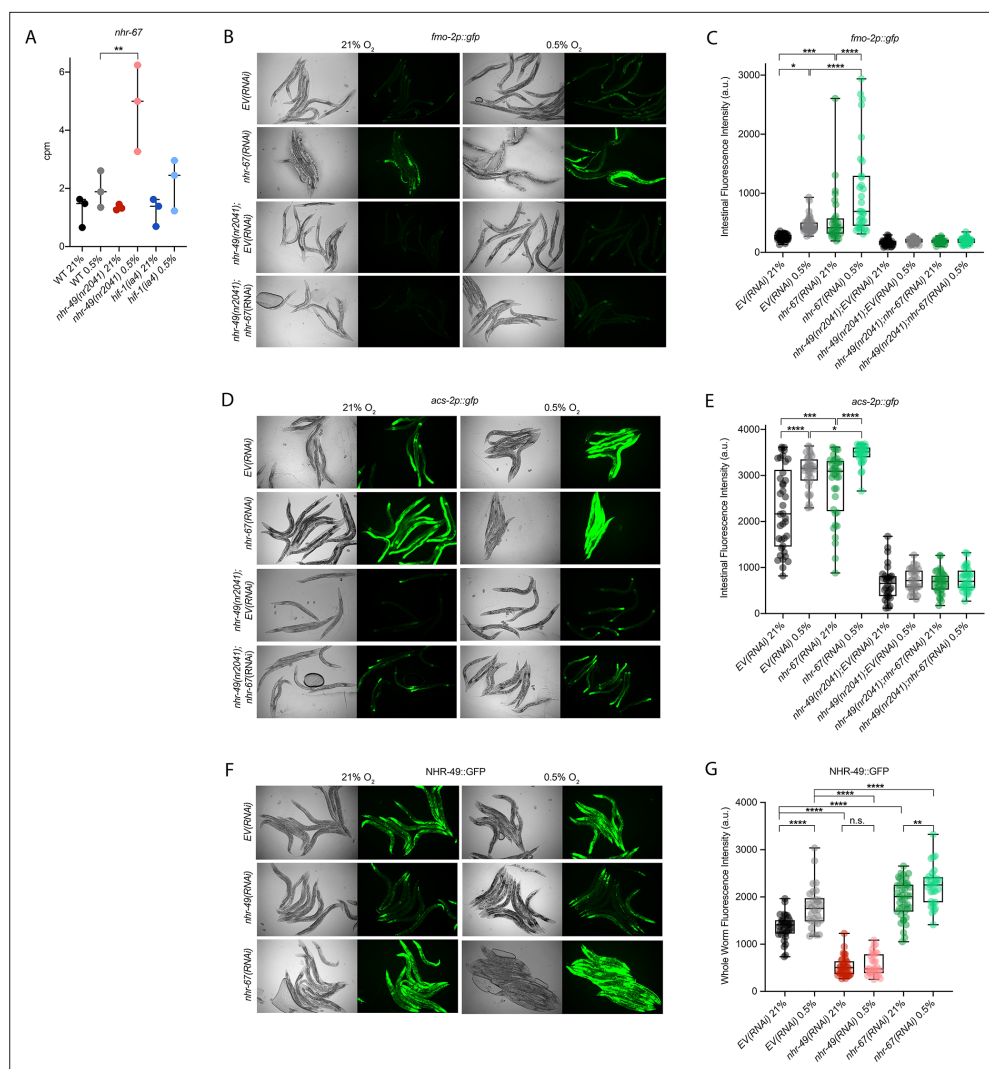 A
nhr-67
**
6
4
2
0
cpm
WT 21%
WT 0.5%
nhr-49(nr2041) 21%
nhr-49(nr2041) 0.5%
hif-1(ia4) 21%
hif-1(ia4) 0.5%
B
fmo-2p::gfp
21% O2
0.5% O2
EV(RNAi)
nhr-67(RNAi)
nhr-49(nr2041);
EV(RNAi)
nhr-49(nr2041);
nhr-67(RNAi)
C
fmo-2p::gfp
*** ****
* ****
3000
2000
1000
0
Intestinal Fluorescence Intensity (a.u.)
EV(RNAi) 21%
EV(RNAi) 0.5%
nhr-67(RNAi) 21%
nhr-67(RNAi) 0.5%
nhr-49(nr2041);EV(RNAi) 21%
nhr-49(nr2041);EV(RNAi) 0.5%
nhr-49(nr2041);nhr-67(RNAi) 21%
nhr-49(nr2041);nhr-67(RNAi) 0.5%
D
acs-2p::gfp
21% O2
0.5% O2
EV(RNAi)
nhr-67(RNAi)
nhr-49(nr2041);
EV(RNAi)
nhr-49(nr2041);
nhr-67(RNAi)
E
acs-2p::gfp
*** ****
**** *
4000
3000
2000
1000
0
Intestinal Fluorescence Intensity (a.u.)
EV(RNAi) 21%
EV(RNAi) 0.5%
nhr-67(RNAi) 21%
nhr-67(RNAi) 0.5%
nhr-49(nr2041);EV(RNAi) 21%
nhr-49(nr2041);EV(RNAi) 0.5%
nhr-49(nr2041);nhr-67(RNAi) 21%
nhr-49(nr2041);nhr-67(RNAi) 0.5%
F
NHR-49::GFP
21% O2
0.5% O2
EV(RNAi)
nhr-49(RNAi)
nhr-67(RNAi)
G
NHR-49::GFP
****
****
****
****
**** n.s. **
4000
3000
2000
1000
0
Whole Worm Fluorescence Intensity (a.u.)
EV(RNAi) 21%
EV(RNAi) 0.5%
nhr-49(RNAi) 21%
nhr-49(RNAi) 0.5%
nhr-67(RNAi) 21%
nhr-67(RNAi) 0.5%